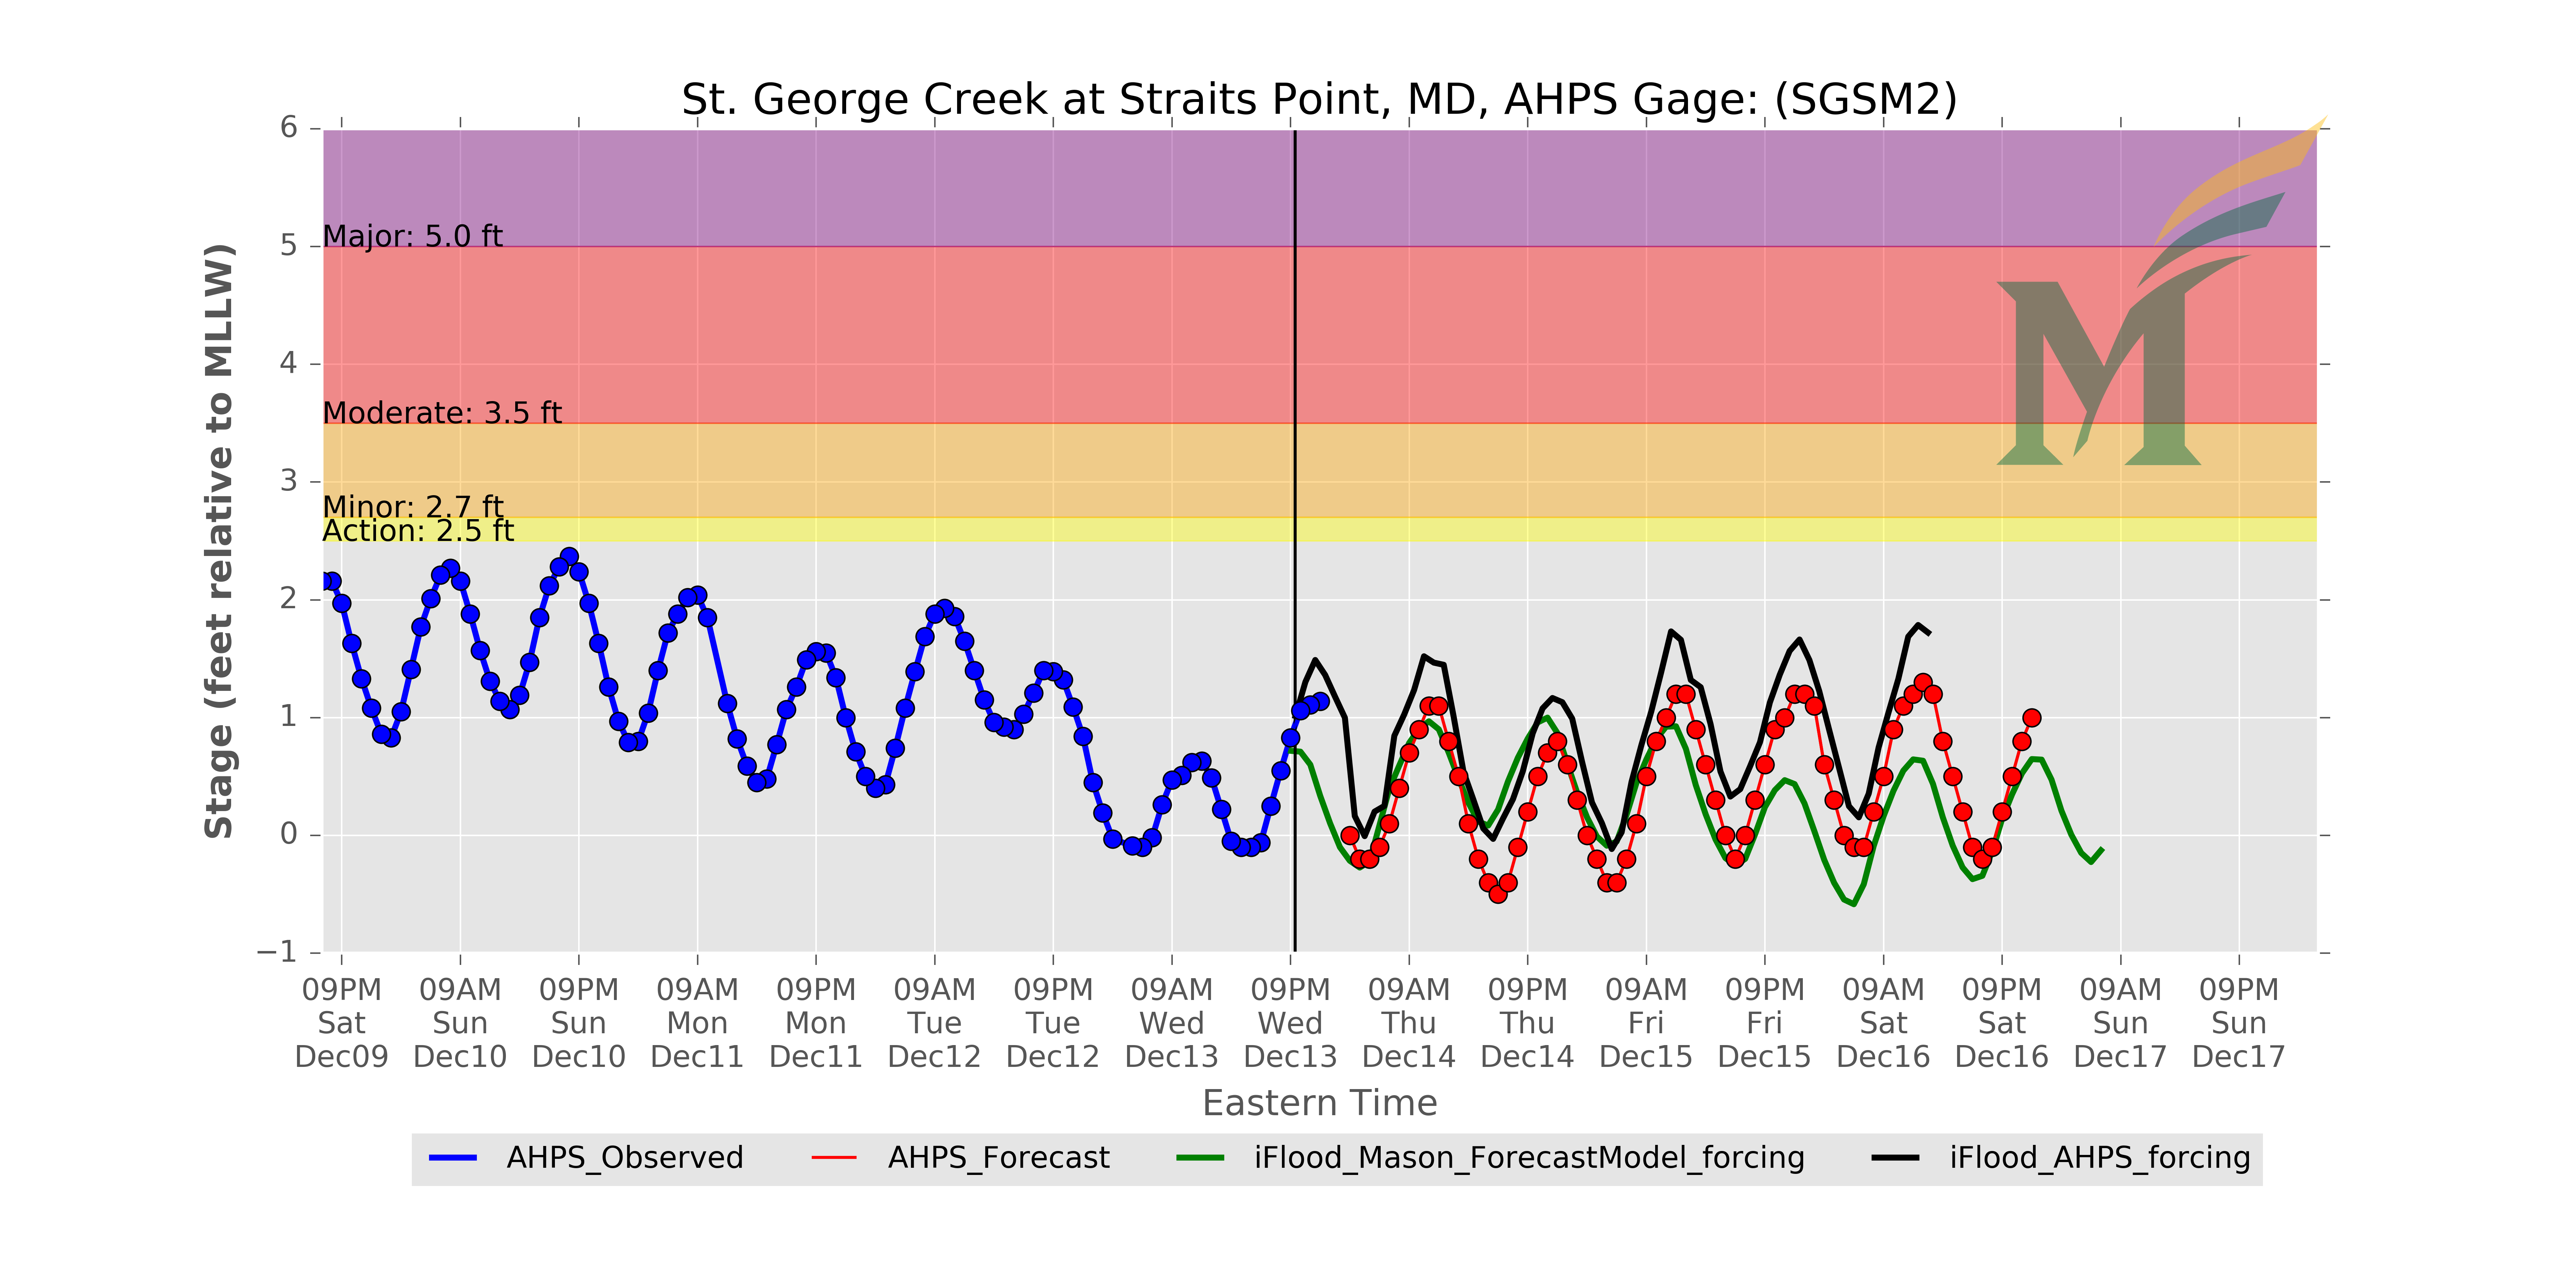 St. George Creek at Straits Point, MD, AHPS Gage: (SGSM2)
Stage (feet relative to MLLW)
6
5
4
3
2
1
0
−1
Major: 5.0 ft
Moderate: 3.5 ft
Minor: 2.7 ft
Action: 2.5 ft
M
09PM 09AM 09PM 09AM 09PM 09AM 09PM 09AM 09PM 09AM 09PM 09AM 09PM 09AM 09PM 09AM 09PM
Sat Sun Sun Mon Mon Tue Tue Wed Wed Thu Thu Fri Fri Sat Sat Sun Sun
Dec09 Dec10 Dec10 Dec11 Dec11 Dec12 Dec12 Dec13 Dec13 Dec14 Dec14 Dec15 Dec15 Dec16 Dec16 Dec17 Dec17
Eastern Time
AHPS_Observed AHPS_Forecast iFlood_Mason_ForecastModel_forcing iFlood_AHPS_forcing